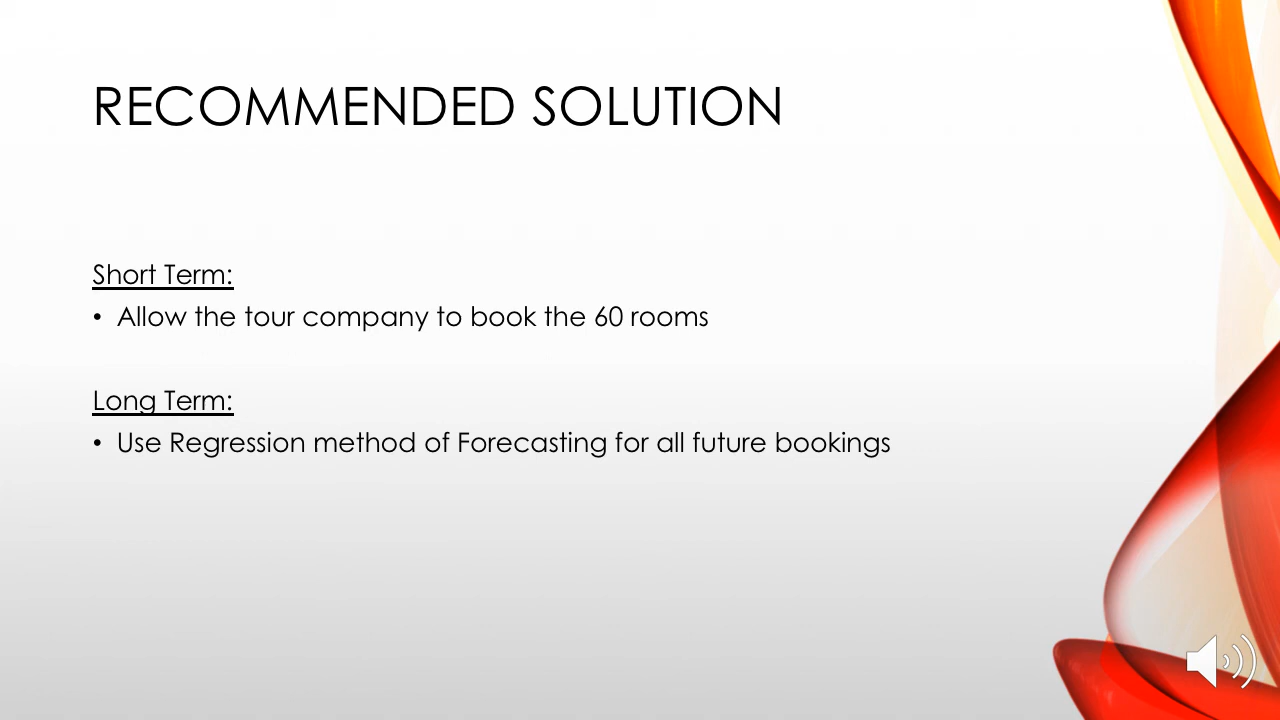 RECOMMENDED SOLUTION
Short Term:
• Allow the tour company to book the 60 rooms
Long Term:
• Use Regression method of Forecasting for all future bookings